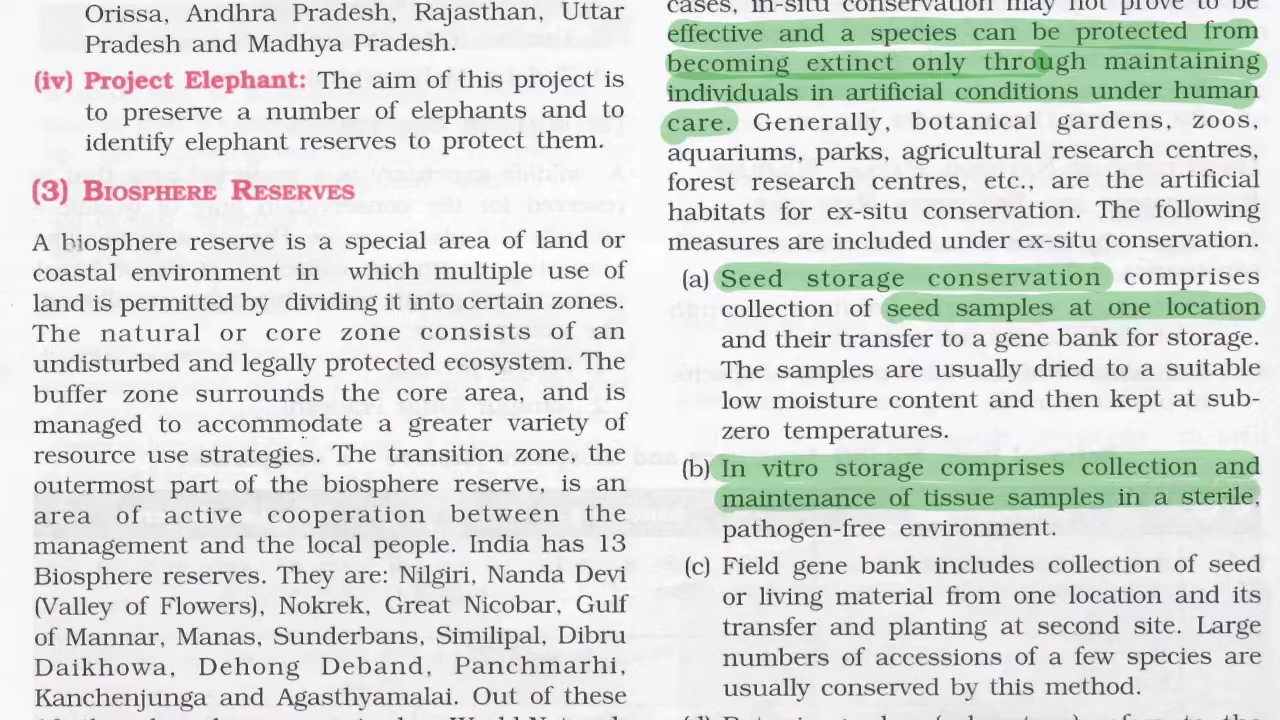 Orissa, Andhra Pradesh, Rajasthan, Uttar
Pradesh and Madhya Pradesh.
(iv) Project Elephant: The aim of this project is
to preserve a number of elephants and to
identify elephant reserves to protect them.
(3) BIOSPHERE RESERVES
A biosphere reserve is a special area of land or
coastal environment in which multiple use of
land is permitted by dividing it into certain zones.
The natural or core zone consists of an
undisturbed and legally protected ecosystem. The
buffer zone surrounds the core area, and is
managed to accommodate a greater variety of
resource use strategies. The transition zone, the
outermost part of the biosphere reserve, is an
area of active cooperation between the
management and the local people. India has 13
Biosphere reserves. They are: Nilgiri, Nanda Devi
(Valley of Flowers), Nokrek, Great Nicobar, Gulf
of Mannar, Manas, Sunderbans, Similipal, Dibru
Daikhowa, Dehong Deband, Panchmarhi,
Kanchenjunga and Agasthyamalai. Out of these
cases, in-situ conservation may not prove to be
effective and a species can be protected from
becoming extinct only through maintaining
individuals in artificial conditions under human
care. Generally, botanical gardens, zoos,
aquariums, parks, agricultural research centres,
forest research centres, etc., are the artificial
habitats for ex-situ conservation. The following
measures are included under ex-situ conservation.
(a) Seed storage conservation comprises
collection of seed samples at one location
and their transfer to a gene bank for storage.
The samples are usually dried to a suitable
low moisture content and then kept at sub-
zero temperatures.
(b) In vitro storage comprises collection and
maintenance of tissue samples in a sterile,
pathogen-free environment.
(c) Field gene bank includes collection of seed
or living material from one location and its
transfer and planting at second site. Large
numbers of accessions of a few species are
usually conserved by this method.